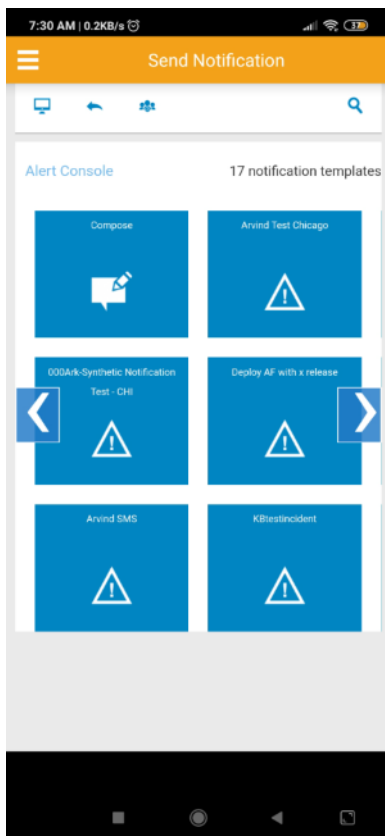 7:30 AM | 0.2KB/s
37
Send Notification
Alert Console
17 notification templates
Compose
Arvind Test Chicago
000Ark-Synthetic Notification
Test - CHI
Deploy AF with x release
Arvind SMS
KBtestincident